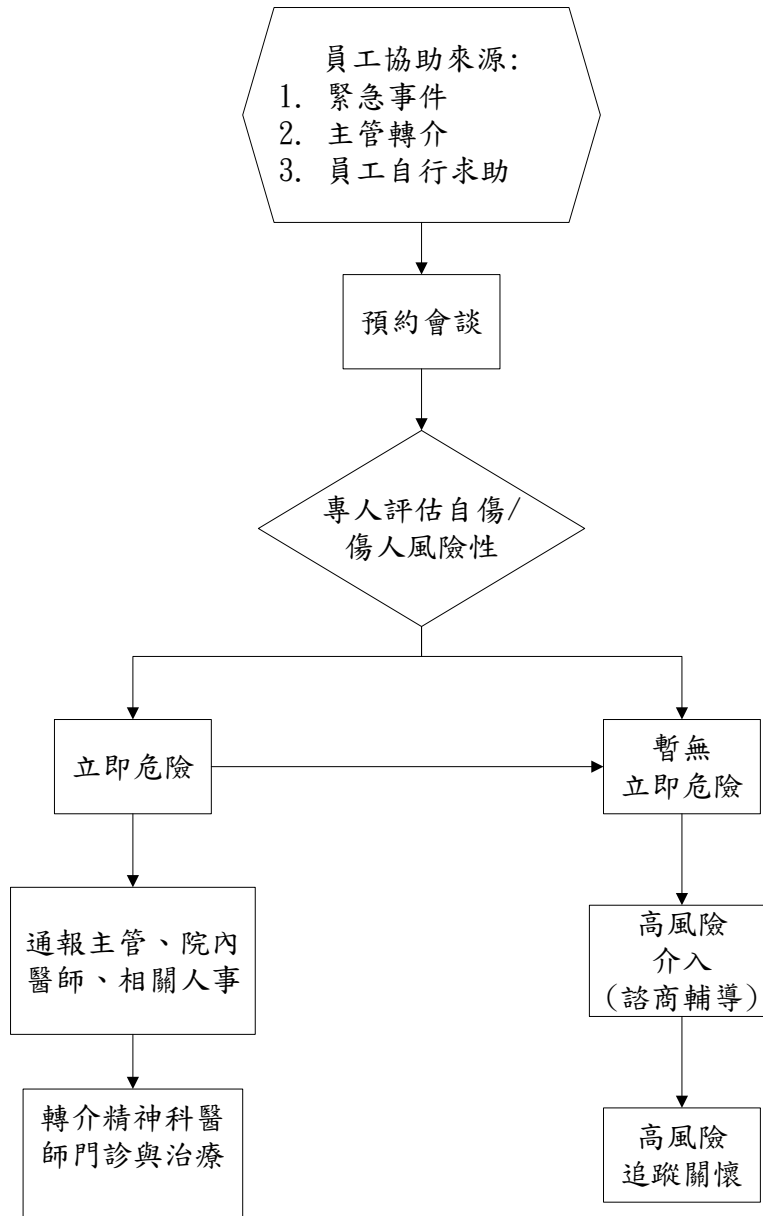 員工協助來源:
1. 緊急事件
2. 主管轉介
3. 員工自行求助
預約會談
專人評估自傷/
傷人風險性
立即危險
暫無
立即危險
通報主管、院內
醫師、相關人事
高風險
介入
(諮商輔導)
轉介精神科醫
師門診與治療
高風險
追蹤關懷